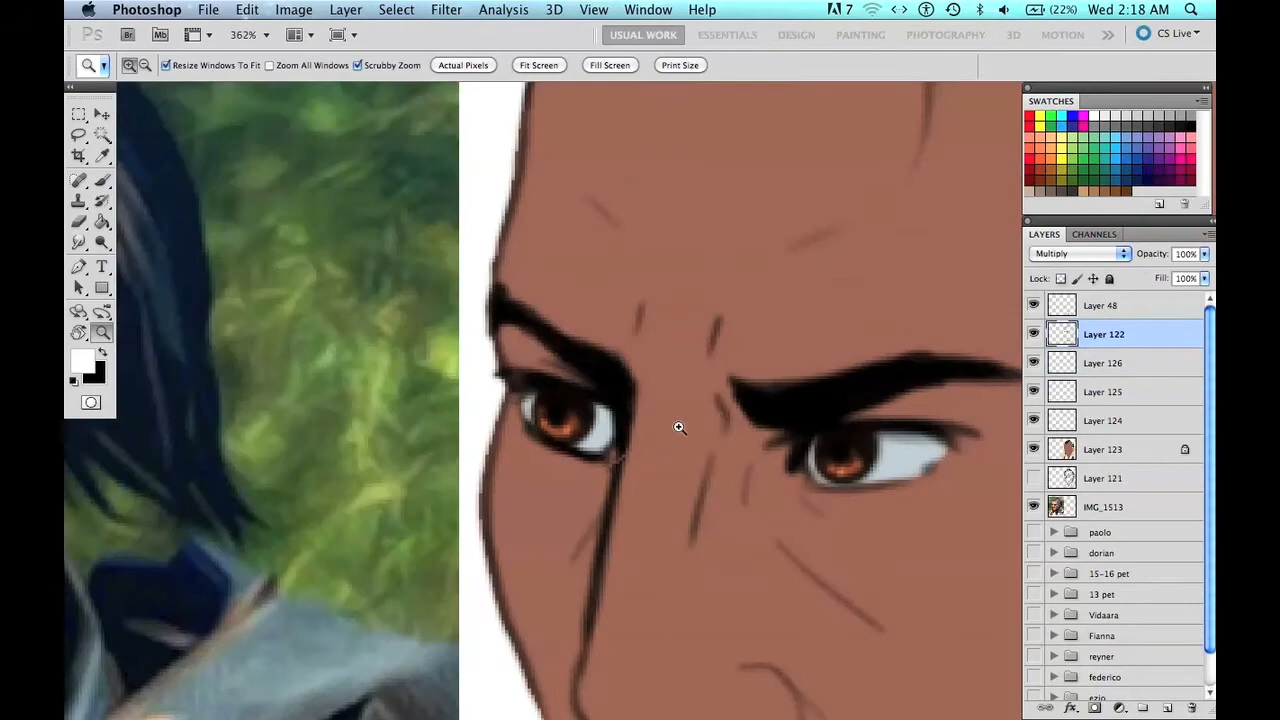 Photoshop File Edit Image Layer Select Filter Analysis 3D View Window Help 7 (22%) Wed 2:18 AM
Ps Br Mb 362% USUAL WORK ESSENTIALS DESIGN PAINTING PHOTOGRAPHY 3D MOTION CS Live
Resize Windows To Fit Zoom All Windows Scrubby Zoom Actual Pixels Fit Screen Fill Screen Print Size
SWATCHES
LAYERS CHANNELS
Multiply Opacity: 100%
Lock: Fill: 100%
Layer 48
Layer 122
Layer 126
Layer 125
Layer 124
Layer 123
Layer 121
IMG_1513
paolo
dorian
15-16 pet
13 pet
Vidaara
Fianna
reyner
federico
ezio